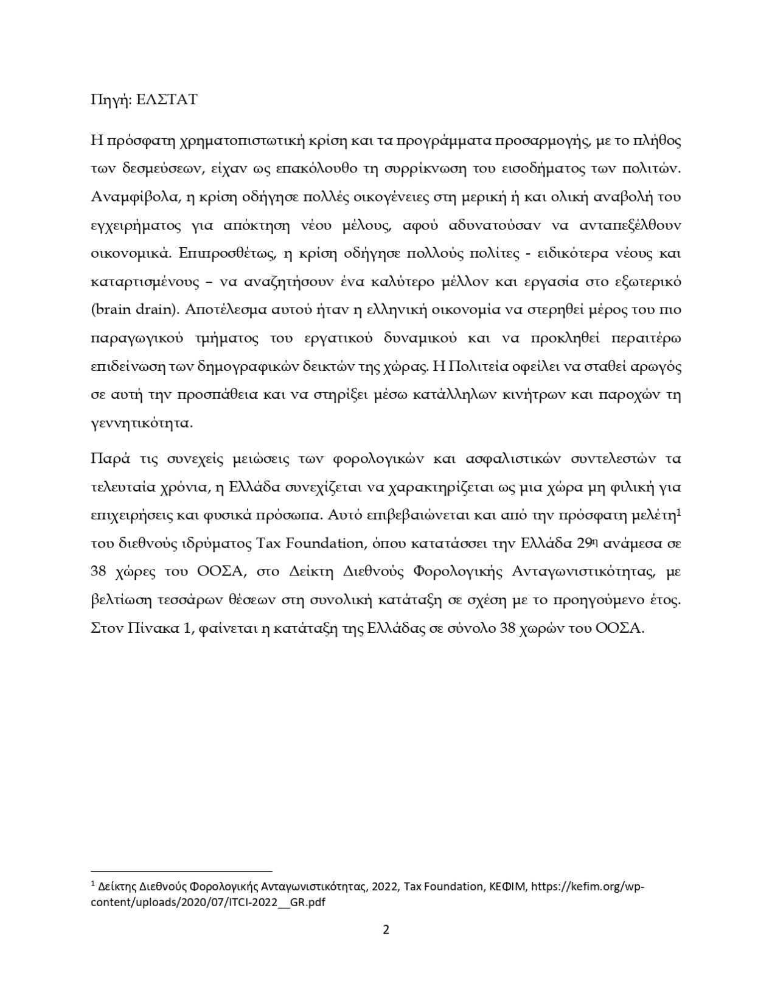 Πηγή: ΕΛΣΤΑΤ
Η πρόσφατη χρηματοπιστωτική κρίση και τα προγράμματα προσαρμογής, με το πλήθος
των δεσμεύσεων, είχαν ως επακόλουθο τη συρρίκνωση του εισοδήματος των πολιτών.
Αναμφίβολα, η κρίση οδήγησε πολλές οικογένειες στη μερική ή και ολική αναβολή του
εγχειρήματος για απόκτηση νέου μέλους, αφού αδυνατούσαν να ανταπεξέλθουν
οικονομικά. Επιπροσθέτως, η κρίση οδήγησε πολλούς πολίτες - ειδικότερα νέους και
καταρτισμένους – να αναζητήσουν ένα καλύτερο μέλλον και εργασία στο εξωτερικό
(brain drain). Αποτέλεσμα αυτού ήταν η ελληνική οικονομία να στερηθεί μέρος του πιο
παραγωγικού τμήματος του εργατικού δυναμικού και να προκληθεί περαιτέρω
επιδείνωση των δημογραφικών δεικτών της χώρας. Η Πολιτεία οφείλει να σταθεί αρωγός
σε αυτή την προσπάθεια και να στηρίξει μέσω κατάλληλων κινήτρων και παροχών τη
γεννητικότητα.
Παρά τις συνεχείς μειώσεις των φορολογικών και ασφαλιστικών συντελεστών τα
τελευταία χρόνια, η Ελλάδα συνεχίζεται να χαρακτηρίζεται ως μια χώρα μη φιλική για
επιχειρήσεις και φυσικά πρόσωπα. Αυτό επιβεβαιώνεται και από την πρόσφατη μελέτη¹
του διεθνούς ιδρύματος Tax Foundation, όπου κατατάσσει την Ελλάδα 29η ανάμεσα σε
38 χώρες του ΟΟΣΑ, στο Δείκτη Διεθνούς Φορολογικής Ανταγωνιστικότητας, με
βελτίωση τεσσάρων θέσεων στη συνολική κατάταξη σε σχέση με το προηγούμενο έτος.
Στον Πίνακα 1, φαίνεται η κατάταξη της Ελλάδας σε σύνολο 38 χωρών του ΟΟΣΑ.
¹ Δείκτης Διεθνούς Φορολογικής Ανταγωνιστικότητας, 2022, Tax Foundation, ΚΕΦΙΜ, https://kefim.org/wp-
content/uploads/2020/07/ITCI-2022__GR.pdf
2